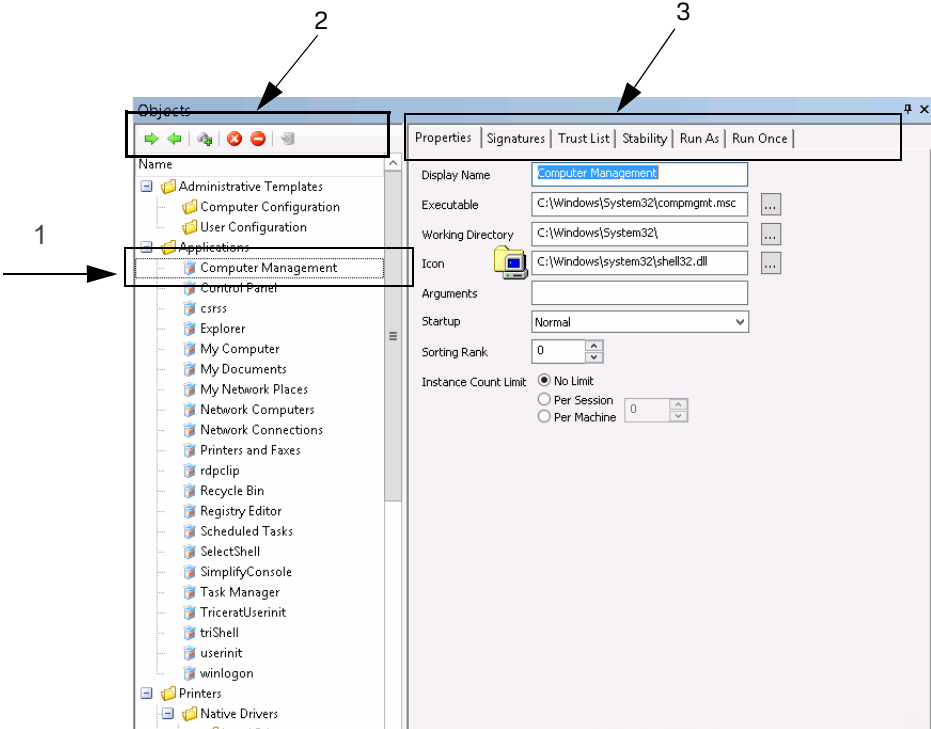 2
3
1
Objects
Name
Administrative Templates
Computer Configuration
User Configuration
Applications
Computer Management
Control Panel
csrss
Explorer
My Computer
My Documents
My Network Places
Network Computers
Network Connections
Printers and Faxes
rdpclip
Recycle Bin
Registry Editor
Scheduled Tasks
SelectShell
SimplifyConsole
Task Manager
TriceratUserinit
triShell
userinit
winlogon
Printers
Native Drivers
Properties Signatures Trust List Stability Run As Run Once
Display Name Computer Management
Executable C:\Windows\System32\compmgmt.msc ...
Working Directory C:\Windows\System32\ ...
Icon C:\Windows\system32\shell32.dll ...
Arguments
Startup Normal
Sorting Rank 0
Instance Count Limit No Limit
Per Session
Per Machine 0